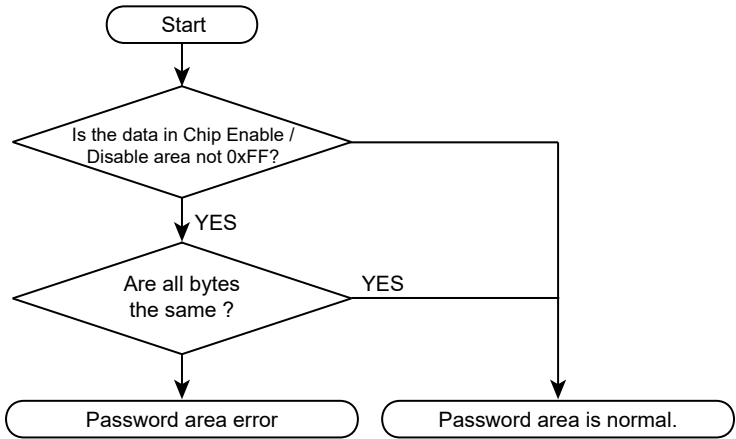 Start
Is the data in Chip Enable /
Disable area not 0xFF?
YES
Are all bytes
the same ?
YES
Password area error
Password area is normal.